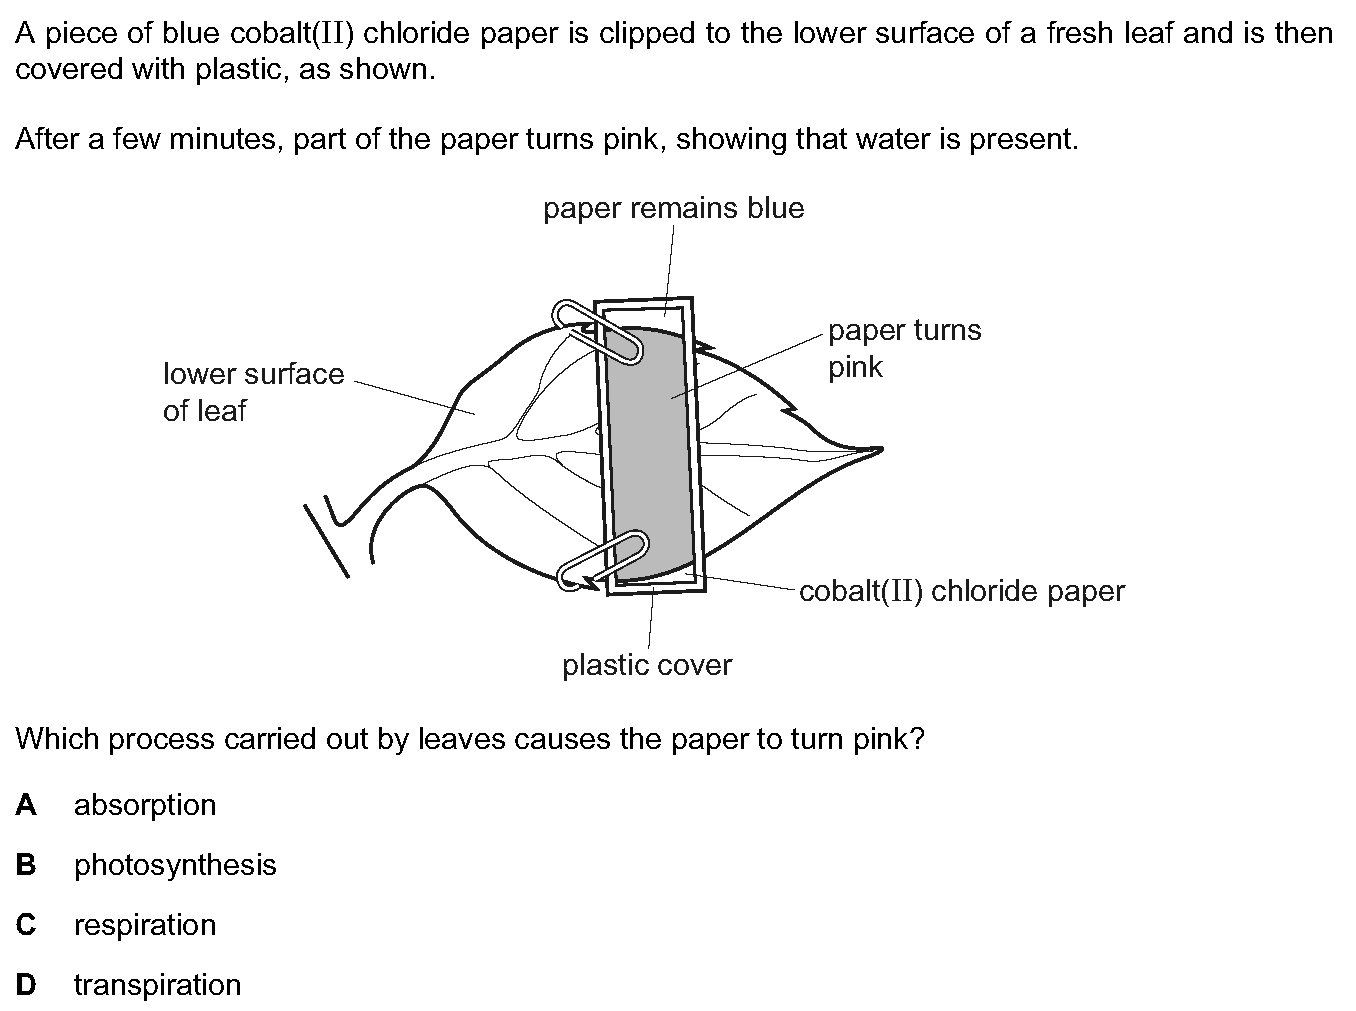 A piece of blue cobalt(II) chloride paper is clipped to the lower surface of a fresh leaf and is then
covered with plastic, as shown.
After a few minutes, part of the paper turns pink, showing that water is present.
paper remains blue
paper turns
pink
lower surface
of leaf
cobalt(II) chloride paper
plastic cover
Which process carried out by leaves causes the paper to turn pink?
A absorption
B photosynthesis
C respiration
D transpiration